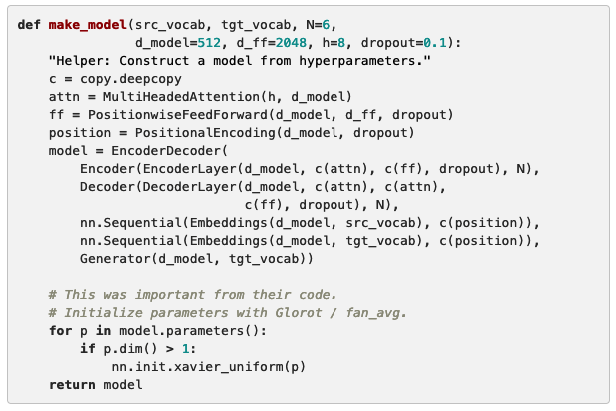 def make_model(src_vocab, tgt_vocab, N=6,
               d_model=512, d_ff=2048, h=8, dropout=0.1):
    "Helper: Construct a model from hyperparameters."
    c = copy.deepcopy
    attn = MultiHeadedAttention(h, d_model)
    ff = PositionwiseFeedForward(d_model, d_ff, dropout)
    position = PositionalEncoding(d_model, dropout)
    model = EncoderDecoder(
        Encoder(EncoderLayer(d_model, c(attn), c(ff), dropout), N),
        Decoder(DecoderLayer(d_model, c(attn), c(attn),
                             c(ff), dropout), N),
        nn.Sequential(Embeddings(d_model, src_vocab), c(position)),
        nn.Sequential(Embeddings(d_model, tgt_vocab), c(position)),
        Generator(d_model, tgt_vocab))

    # This was important from their code.
    # Initialize parameters with Glorot / fan_avg.
    for p in model.parameters():
        if p.dim() > 1:
            nn.init.xavier_uniform(p)
    return model